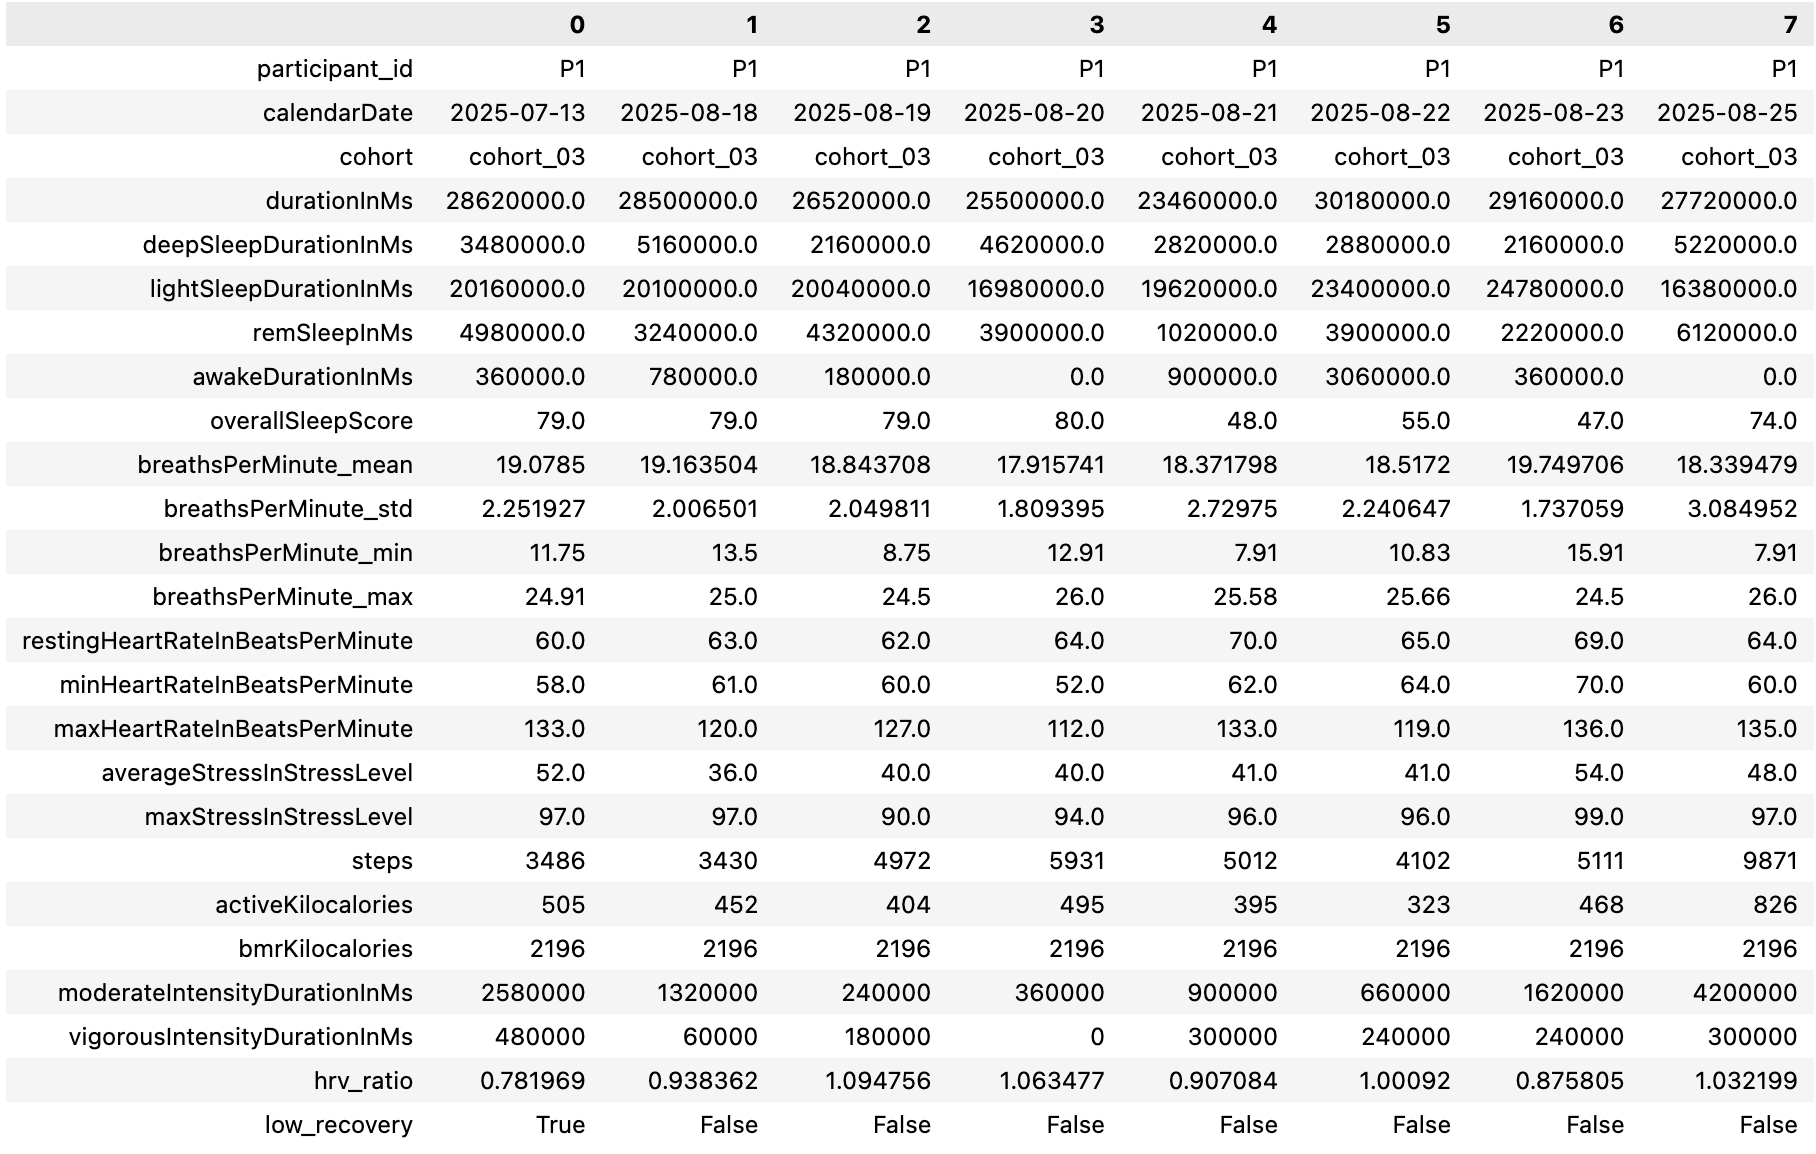 0 1 2 3 4 5 6 7
participant_id P1 P1 P1 P1 P1 P1 P1 P1
calendarDate 2025-07-13 2025-08-18 2025-08-19 2025-08-20 2025-08-21 2025-08-22 2025-08-23 2025-08-25
cohort cohort_03 cohort_03 cohort_03 cohort_03 cohort_03 cohort_03 cohort_03 cohort_03
durationInMs 28620000.0 28500000.0 26520000.0 25500000.0 23460000.0 30180000.0 29160000.0 27720000.0
deepSleepDurationInMs 3480000.0 5160000.0 2160000.0 4620000.0 2820000.0 2880000.0 2160000.0 5220000.0
lightSleepDurationInMs 20160000.0 20100000.0 20040000.0 16980000.0 19620000.0 23400000.0 24780000.0 16380000.0
remSleepInMs 4980000.0 3240000.0 4320000.0 3900000.0 1020000.0 3900000.0 2220000.0 6120000.0
awakeDurationInMs 360000.0 780000.0 180000.0 0.0 900000.0 3060000.0 360000.0 0.0
overallSleepScore 79.0 79.0 79.0 80.0 48.0 55.0 47.0 74.0
breathsPerMinute_mean 19.0785 19.163504 18.843708 17.915741 18.371798 18.5172 19.749706 18.339479
breathsPerMinute_std 2.251927 2.006501 2.049811 1.809395 2.72975 2.240647 1.737059 3.084952
breathsPerMinute_min 11.75 13.5 8.75 12.91 7.91 10.83 15.91 7.91
breathsPerMinute_max 24.91 25.0 24.5 26.0 25.58 25.66 24.5 26.0
restingHeartRateInBeatsPerMinute 60.0 63.0 62.0 64.0 70.0 65.0 69.0 64.0
minHeartRateInBeatsPerMinute 58.0 61.0 60.0 52.0 62.0 64.0 70.0 60.0
maxHeartRateInBeatsPerMinute 133.0 120.0 127.0 112.0 133.0 119.0 136.0 135.0
averageStressInStressLevel 52.0 36.0 40.0 40.0 41.0 41.0 54.0 48.0
maxStressInStressLevel 97.0 97.0 90.0 94.0 96.0 96.0 99.0 97.0
steps 3486 3430 4972 5931 5012 4102 5111 9871
activeKilocalories 505 452 404 495 395 323 468 826
bmrKilocalories 2196 2196 2196 2196 2196 2196 2196 2196
moderateIntensityDurationInMs 2580000 1320000 240000 360000 900000 660000 1620000 4200000
vigorousIntensityDurationInMs 480000 60000 180000 0 300000 240000 240000 300000
hrv_ratio 0.781969 0.938362 1.094756 1.063477 0.907084 1.00092 0.875805 1.032199
low_recovery True False False False False False False False